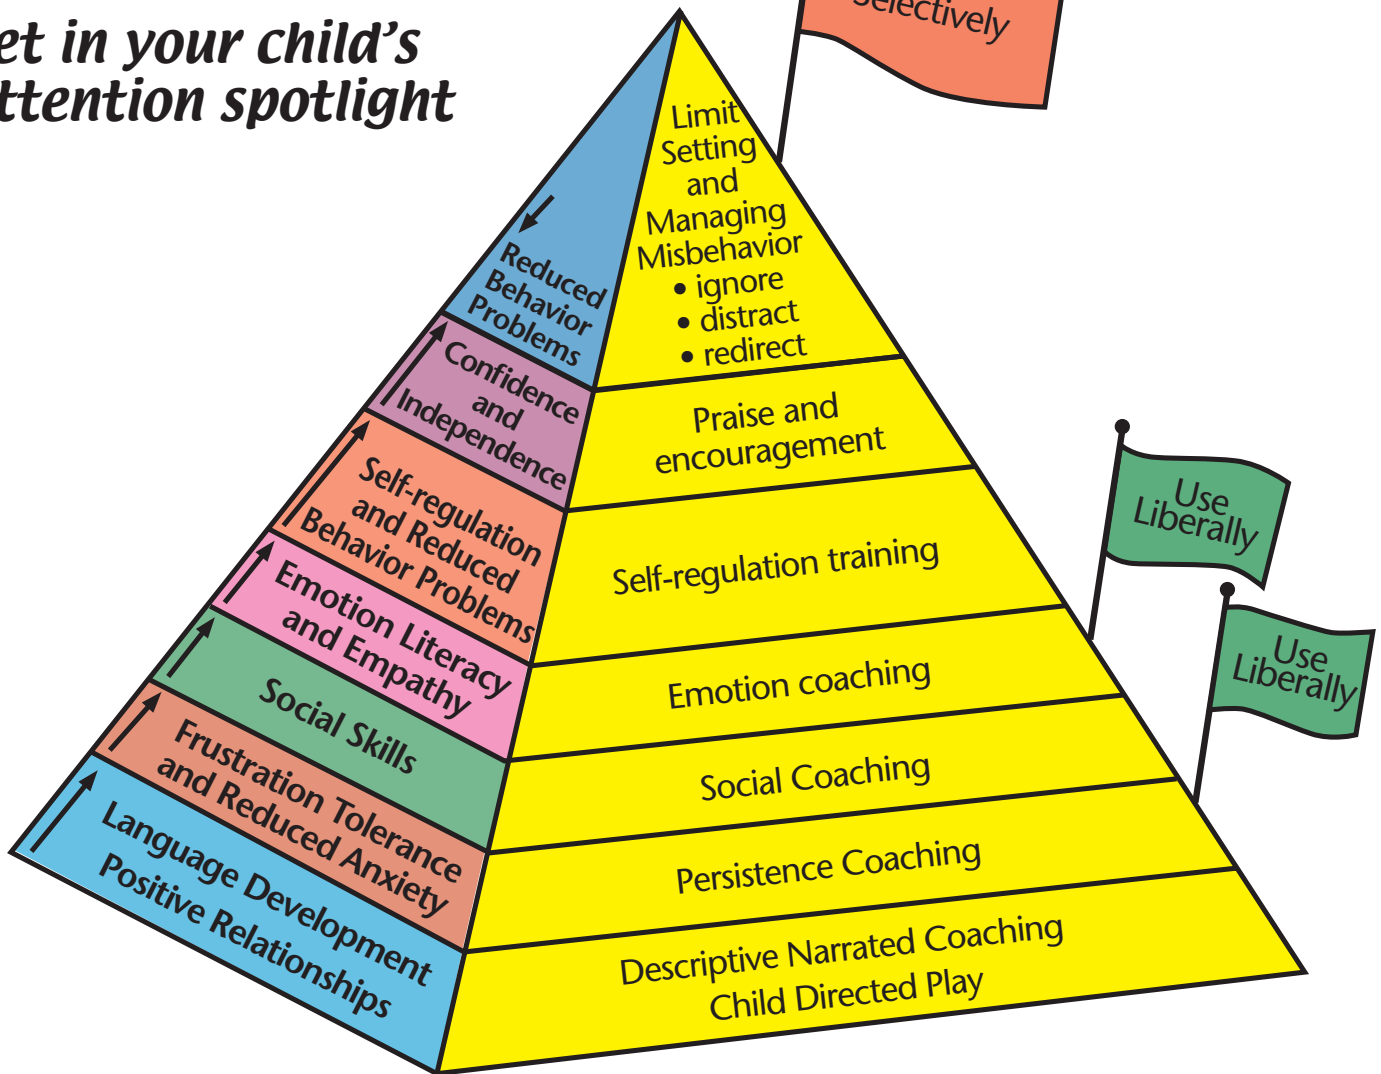 et in your child's
ttention spotlight
Selectively
Limit
Setting
and
Managing
Misbehavior
• ignore
• distract
• redirect
Reduced
Behavior
Problems
Confidence
and
Independence
Praise and
encouragement
Self-regulation
and Reduced
Behavior Problems
Self-regulation training
Use
Liberally
Emotion Literacy
and Empathy
Emotion coaching
Use
Liberally
Social Skills
Social Coaching
Frustration Tolerance
and Reduced Anxiety
Persistence Coaching
Language Development
Positive Relationships
Descriptive Narrated Coaching
Child Directed Play